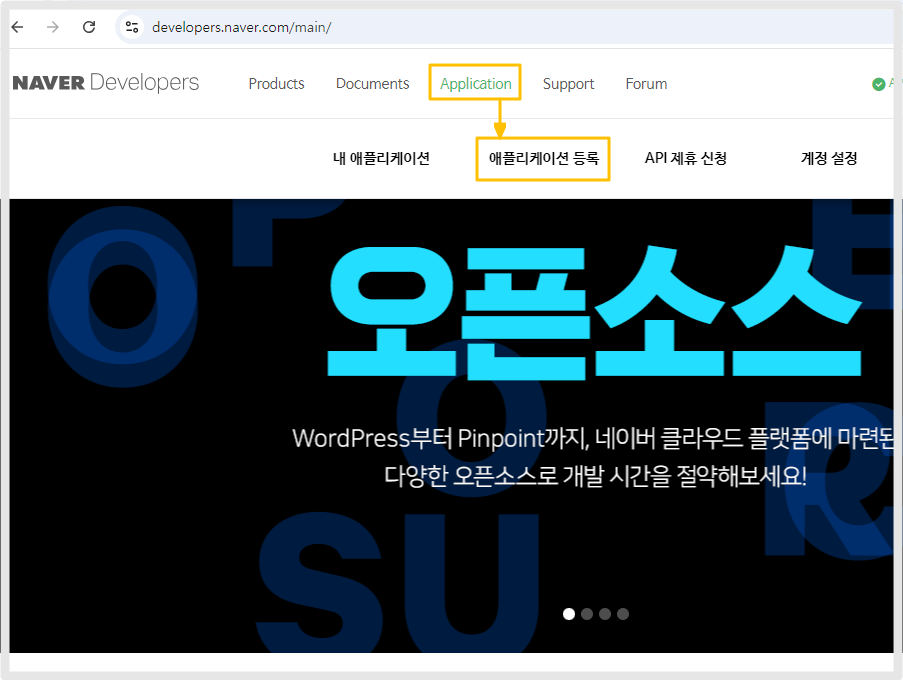 developers.naver.com/main/
NAVER Developers Products Documents Application Support Forum
내 애플리케이션 애플리케이션 등록 API 제휴 신청 계정 설정
오픈소스
WordPress부터 Pinpoint까지, 네이버 클라우드 플랫폼에 마련된
다양한 오픈소스로 개발 시간을 절약해보세요!
O P E
O R
S U